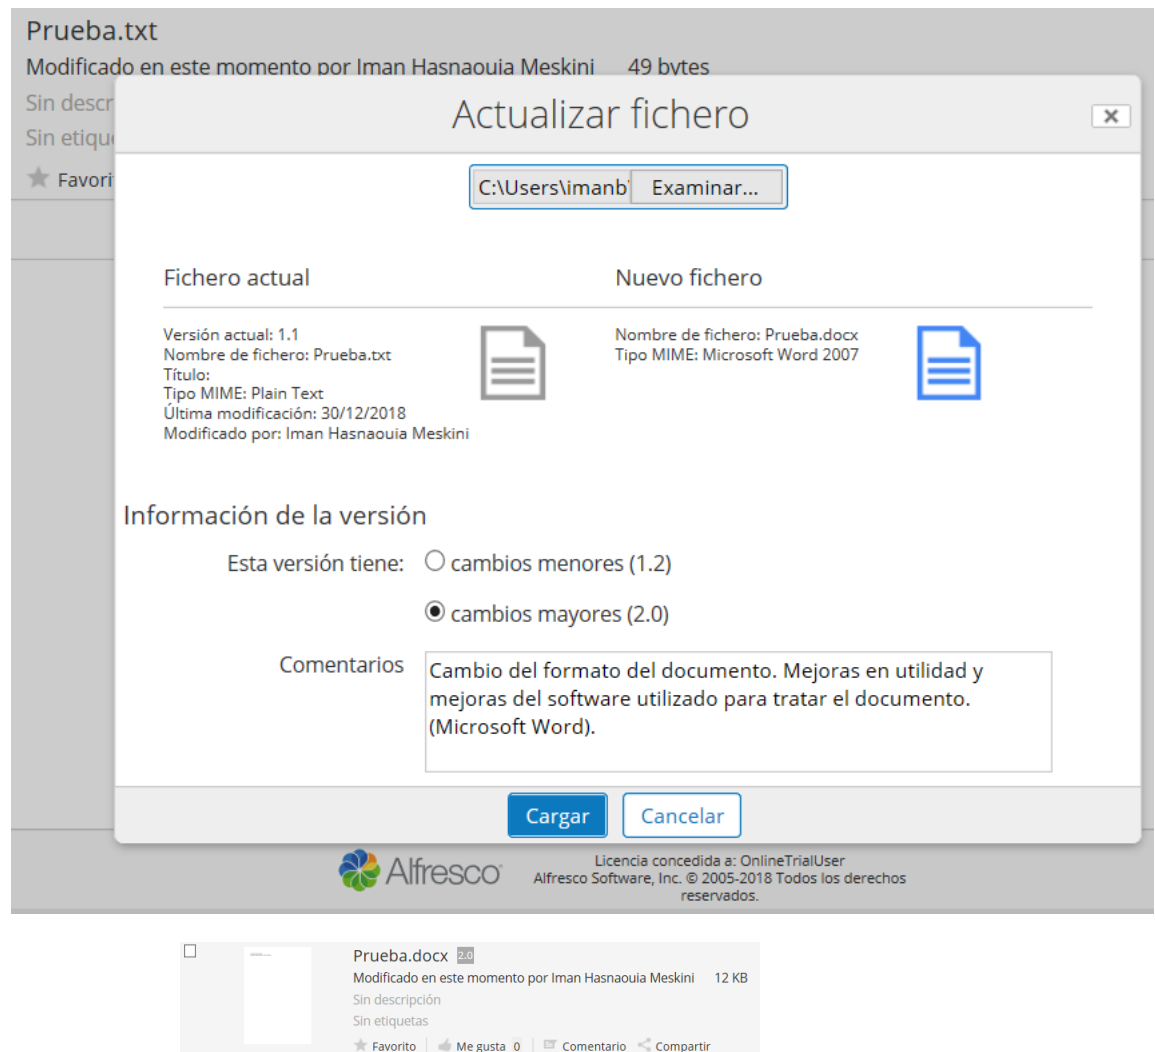 Prueba.txt
Modificado en este momento por Iman Hasnaouia Meskini 49 bytes
Sin descr
Sin etique
Favori
Actualizar fichero
C:\Users\imanb\ Examinar...
Fichero actual
Nuevo fichero
Versión actual: 1.1
Nombre de fichero: Prueba.txt
Título:
Tipo MIME: Plain Text
Última modificación: 30/12/2018
Modificado por: Iman Hasnaouia Meskini
Nombre de fichero: Prueba.docx
Tipo MIME: Microsoft Word 2007
Información de la versión
Esta versión tiene: cambios menores (1.2)
cambios mayores (2.0)
Comentarios
Cambio del formato del documento. Mejoras en utilidad y
mejoras del software utilizado para tratar el documento.
(Microsoft Word).
Cargar Cancelar
Alfresco
Licencia concedida a: OnlineTrialUser
Alfresco Software, Inc. © 2005-2018 Todos los derechos
reservados.
Prueba.docx 2.0
Modificado en este momento por Iman Hasnaouia Meskini 12 KB
Sin descripción
Sin etiquetas
Favorito Me gusta 0 Comentario Compartir